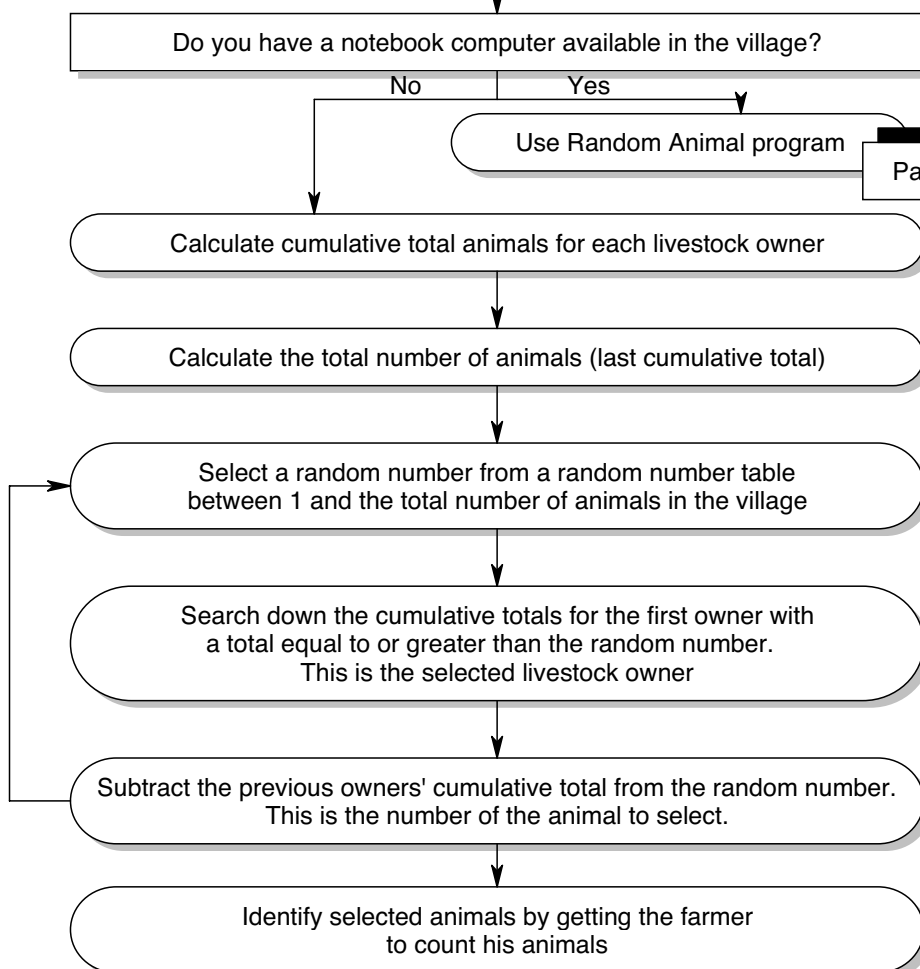 Do you have a notebook computer available in the village?
No
Yes
Use Random Animal program
Calculate cumulative total animals for each livestock owner
Calculate the total number of animals (last cumulative total)
Select a random number from a random number table
between 1 and the total number of animals in the village
Search down the cumulative totals for the first owner with
a total equal to or greater than the random number.
This is the selected livestock owner
Subtract the previous owners' cumulative total from the random number.
This is the number of the animal to select.
Identify selected animals by getting the farmer
to count his animals